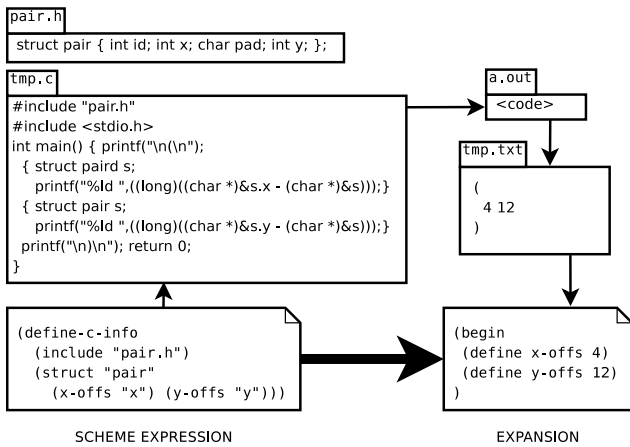 pair.h
struct pair { int id; int x; char pad; int y; };
tmp.c
#include "pair.h"
#include <stdio.h>
int main() { printf("\n(\n");
{ struct paird s;
printf("%ld ",((long)((char *)&s.x - (char *)&s)));}
{ struct pair s;
printf("%ld ",((long)((char *)&s.y - (char *)&s)));}
printf("\n)\n"); return 0;
}
a.out
<code>
tmp.txt
(
4 12
)
(define-c-info
(include "pair.h")
(struct "pair"
(x-offs "x") (y-offs "y")))
(begin
(define x-offs 4)
(define y-offs 12)
)
SCHEME EXPRESSION
EXPANSION